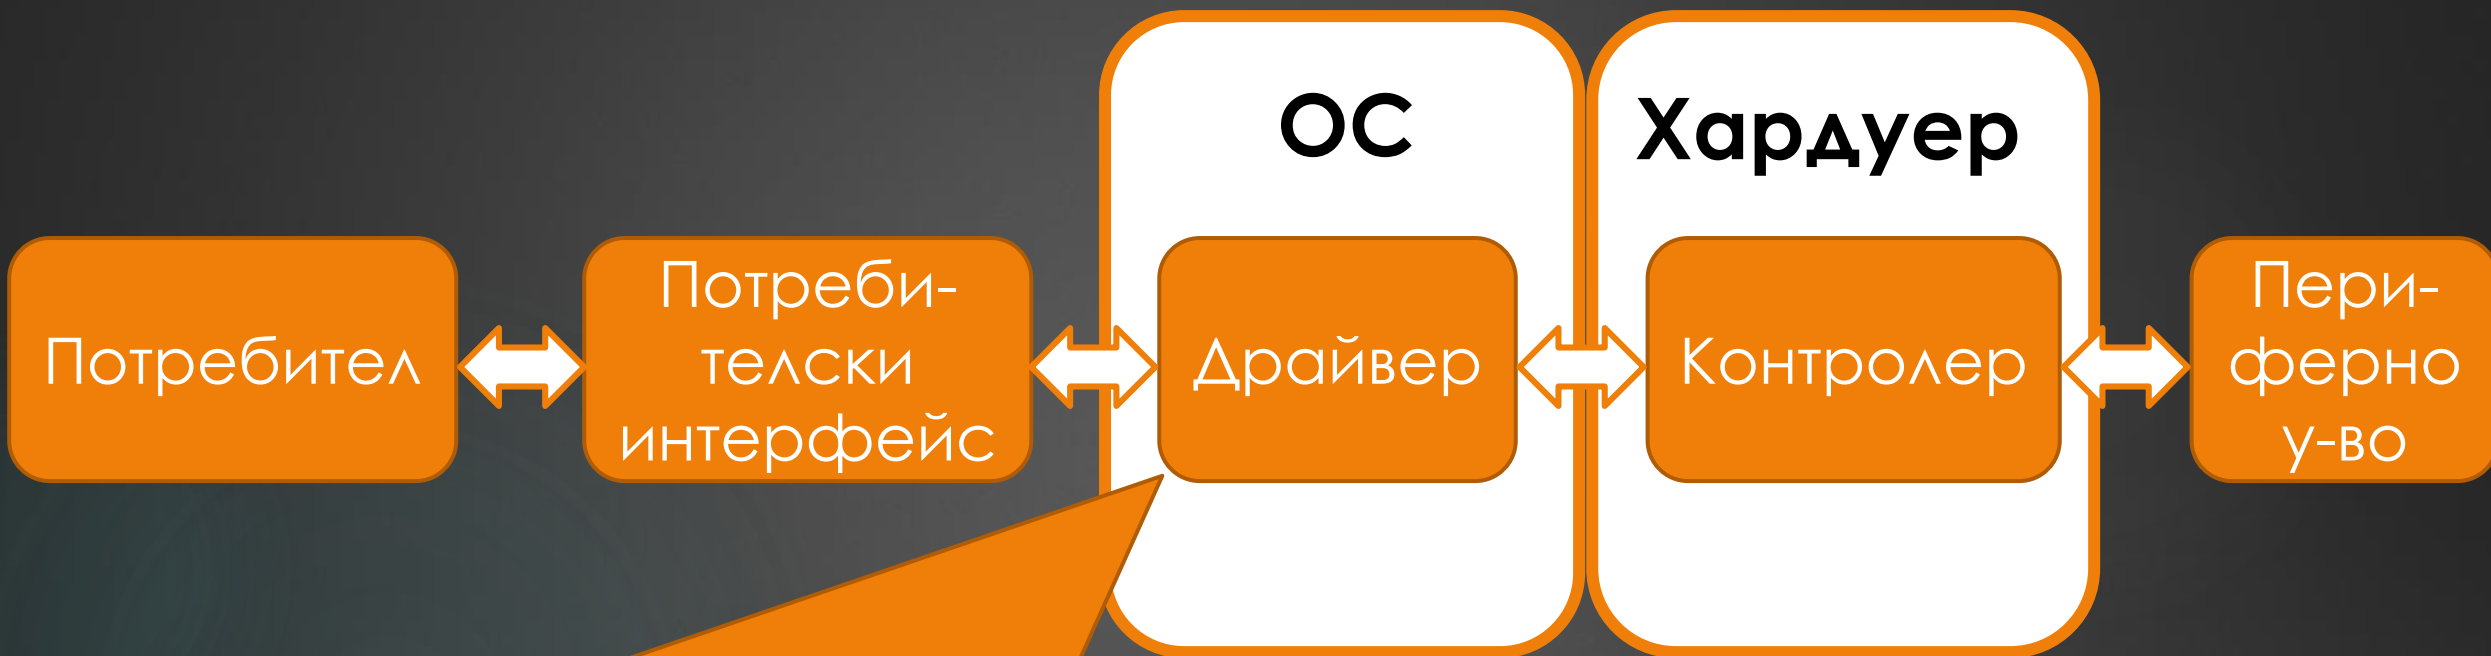 ОС
Хардуер
Потребител
Потреби-
телски
интерфейс
Драйвер
Контролер
Пери-
ферно
у-во